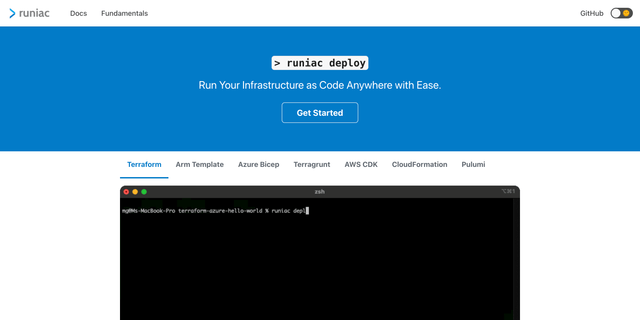 runiac Docs Fundamentals GitHub
> runiac deploy
Run Your Infrastructure as Code Anywhere with Ease.
Get Started
Terraform Arm Template Azure Bicep Terragrunt AWS CDK CloudFormation Pulumi
zsh ⌥⌘1
mg@Ms-MacBook-Pro terraform-azure-hello-world % runiac depl